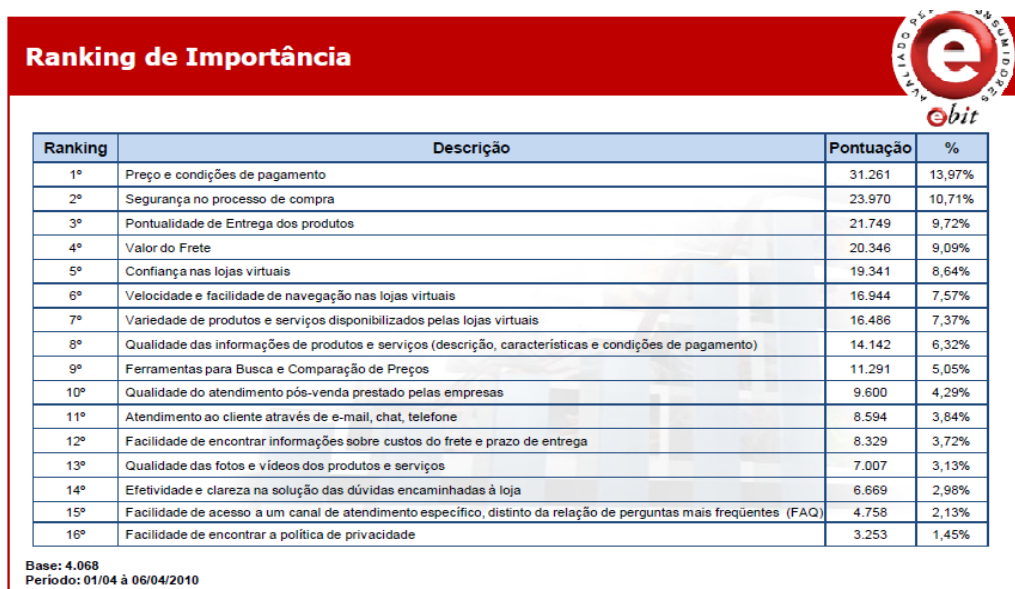 Ranking de Importância
AVALIADO PELOS CONSUMIDORES
e
ebit
Ranking Descrição Pontuação %
1º Preço e condições de pagamento 31.261 13,97%
2º Segurança no processo de compra 23.970 10,71%
3º Pontualidade de Entrega dos produtos 21.749 9,72%
4º Valor do Frete 20.346 9,09%
5º Confiança nas lojas virtuais 19.341 8,64%
6º Velocidade e facilidade de navegação nas lojas virtuais 16.944 7,57%
7º Variedade de produtos e serviços disponibilizados pelas lojas virtuais 16.486 7,37%
8º Qualidade das informações de produtos e serviços (descrição, características e condições de pagamento) 14.142 6,32%
9º Ferramentas para Busca e Comparação de Preços 11.291 5,05%
10º Qualidade do atendimento pós-venda prestado pelas empresas 9.600 4,29%
11º Atendimento ao cliente através de e-mail, chat, telefone 8.594 3,84%
12º Facilidade de encontrar informações sobre custos do frete e prazo de entrega 8.329 3,72%
13º Qualidade das fotos e vídeos dos produtos e serviços 7.007 3,13%
14º Efetividade e clareza na solução das dúvidas encaminhadas à loja 6.669 2,98%
15º Facilidade de acesso a um canal de atendimento específico, distinto da relação de perguntas mais freqüentes (FAQ) 4.758 2,13%
16º Facilidade de encontrar a política de privacidade 3.253 1,45%
Base: 4.068
Período: 01/04 à 06/04/2010